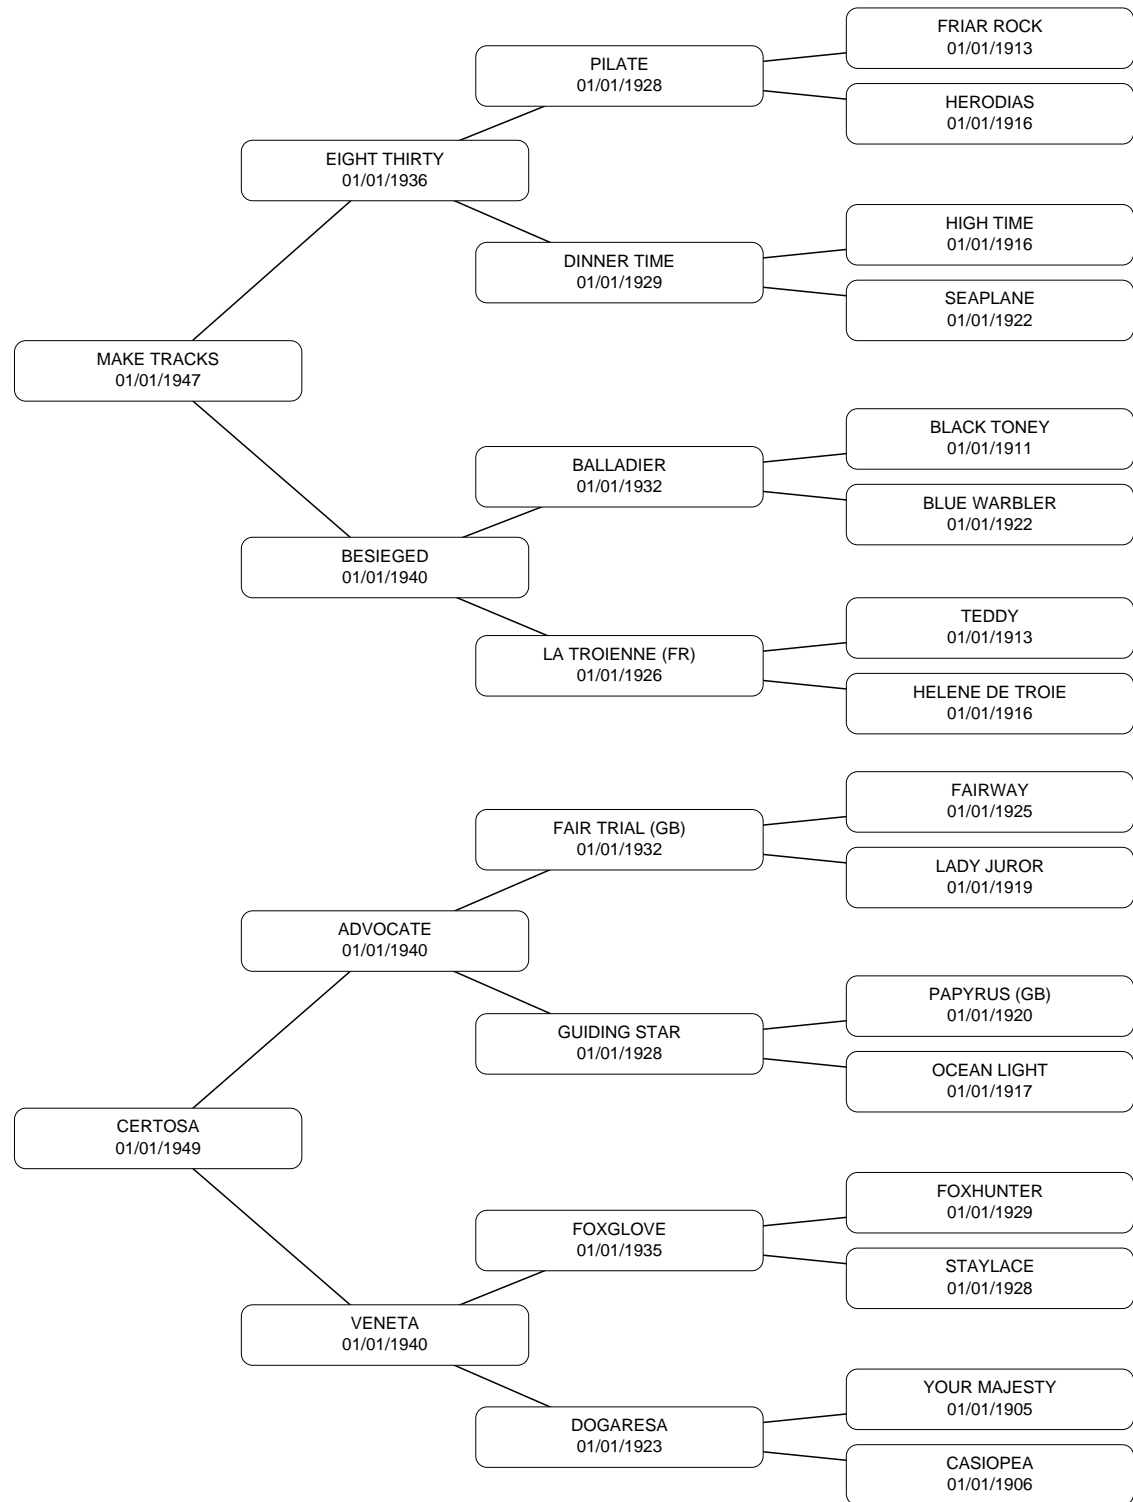 FRIAR ROCK
01/01/1913
PILATE
01/01/1928
HERODIAS
01/01/1916
EIGHT THIRTY
01/01/1936
HIGH TIME
01/01/1916
DINNER TIME
01/01/1929
SEAPLANE
01/01/1922
MAKE TRACKS
01/01/1947
BLACK TONEY
01/01/1911
BALLADIER
01/01/1932
BLUE WARBLER
01/01/1922
BESIEGED
01/01/1940
TEDDY
01/01/1913
LA TROIENNE (FR)
01/01/1926
HELENE DE TROIE
01/01/1916
FAIRWAY
01/01/1925
FAIR TRIAL (GB)
01/01/1932
LADY JUROR
01/01/1919
ADVOCATE
01/01/1940
PAPYRUS (GB)
01/01/1920
GUIDING STAR
01/01/1928
OCEAN LIGHT
01/01/1917
CERTOSA
01/01/1949
FOXHUNTER
01/01/1929
FOXGLOVE
01/01/1935
STAYLACE
01/01/1928
VENETA
01/01/1940
YOUR MAJESTY
01/01/1905
DOGARESA
01/01/1923
CASIOPEA
01/01/1906